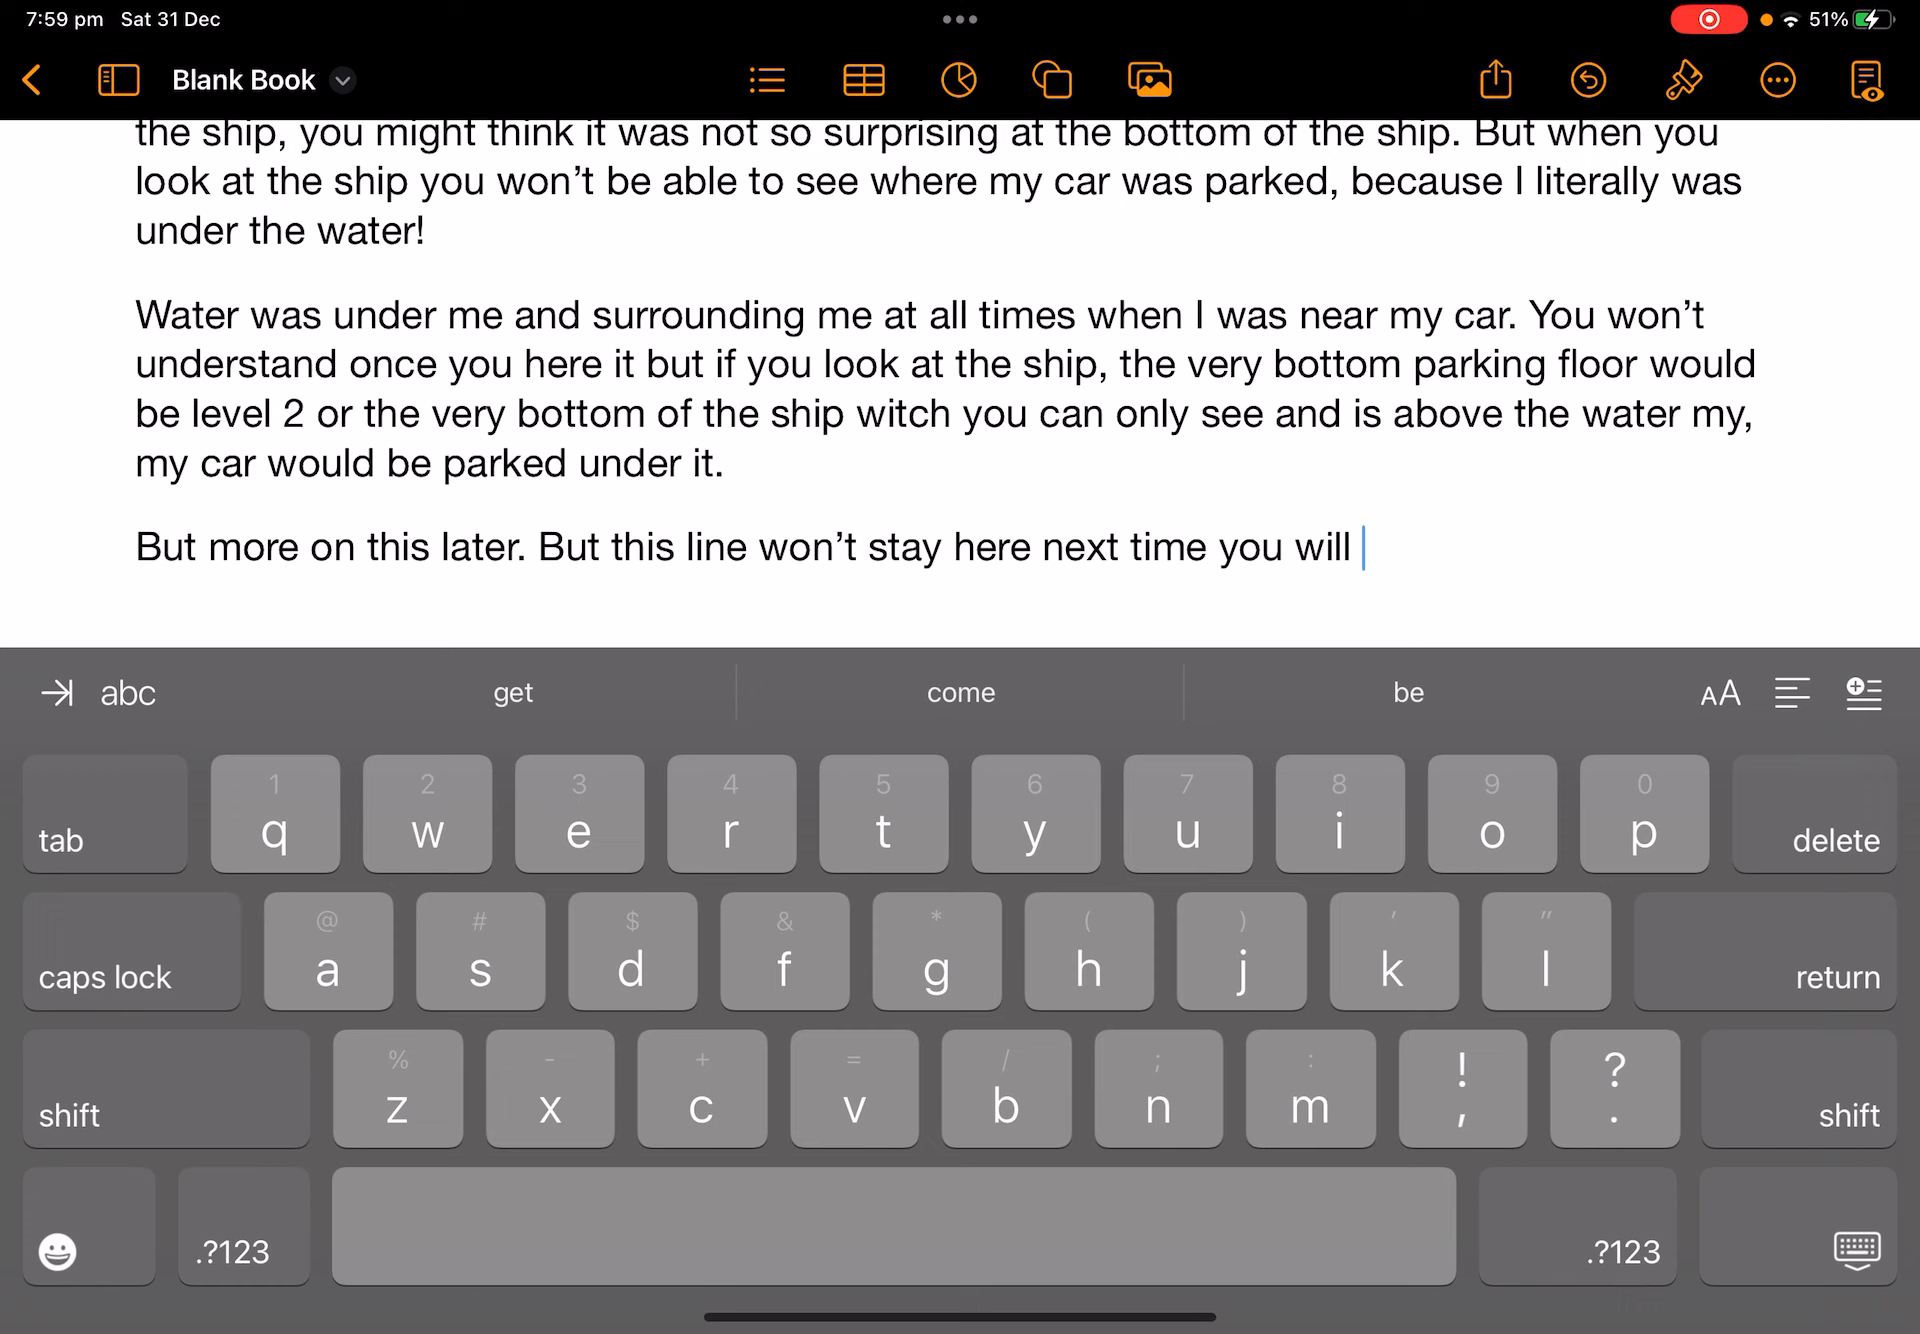 7:59 pm Sat 31 Dec
51%
Blank Book
the ship, you might think it was not so surprising at the bottom of the ship. But when you
look at the ship you won’t be able to see where my car was parked, because I literally was
under the water!
Water was under me and surrounding me at all times when I was near my car. You won’t
understand once you here it but if you look at the ship, the very bottom parking floor would
be level 2 or the very bottom of the ship witch you can only see and is above the water my,
my car would be parked under it.
But more on this later. But this line won’t stay here next time you will
abc get come be AA
1 2 3 4 5 6 7 8 9 0
tab q w e r t y u i o p delete
@ # $ & * ( ) ' "
caps lock a s d f g h j k l return
% - + = / ; : ! ?
shift z x c v b n m , . shift
.?123 .?123